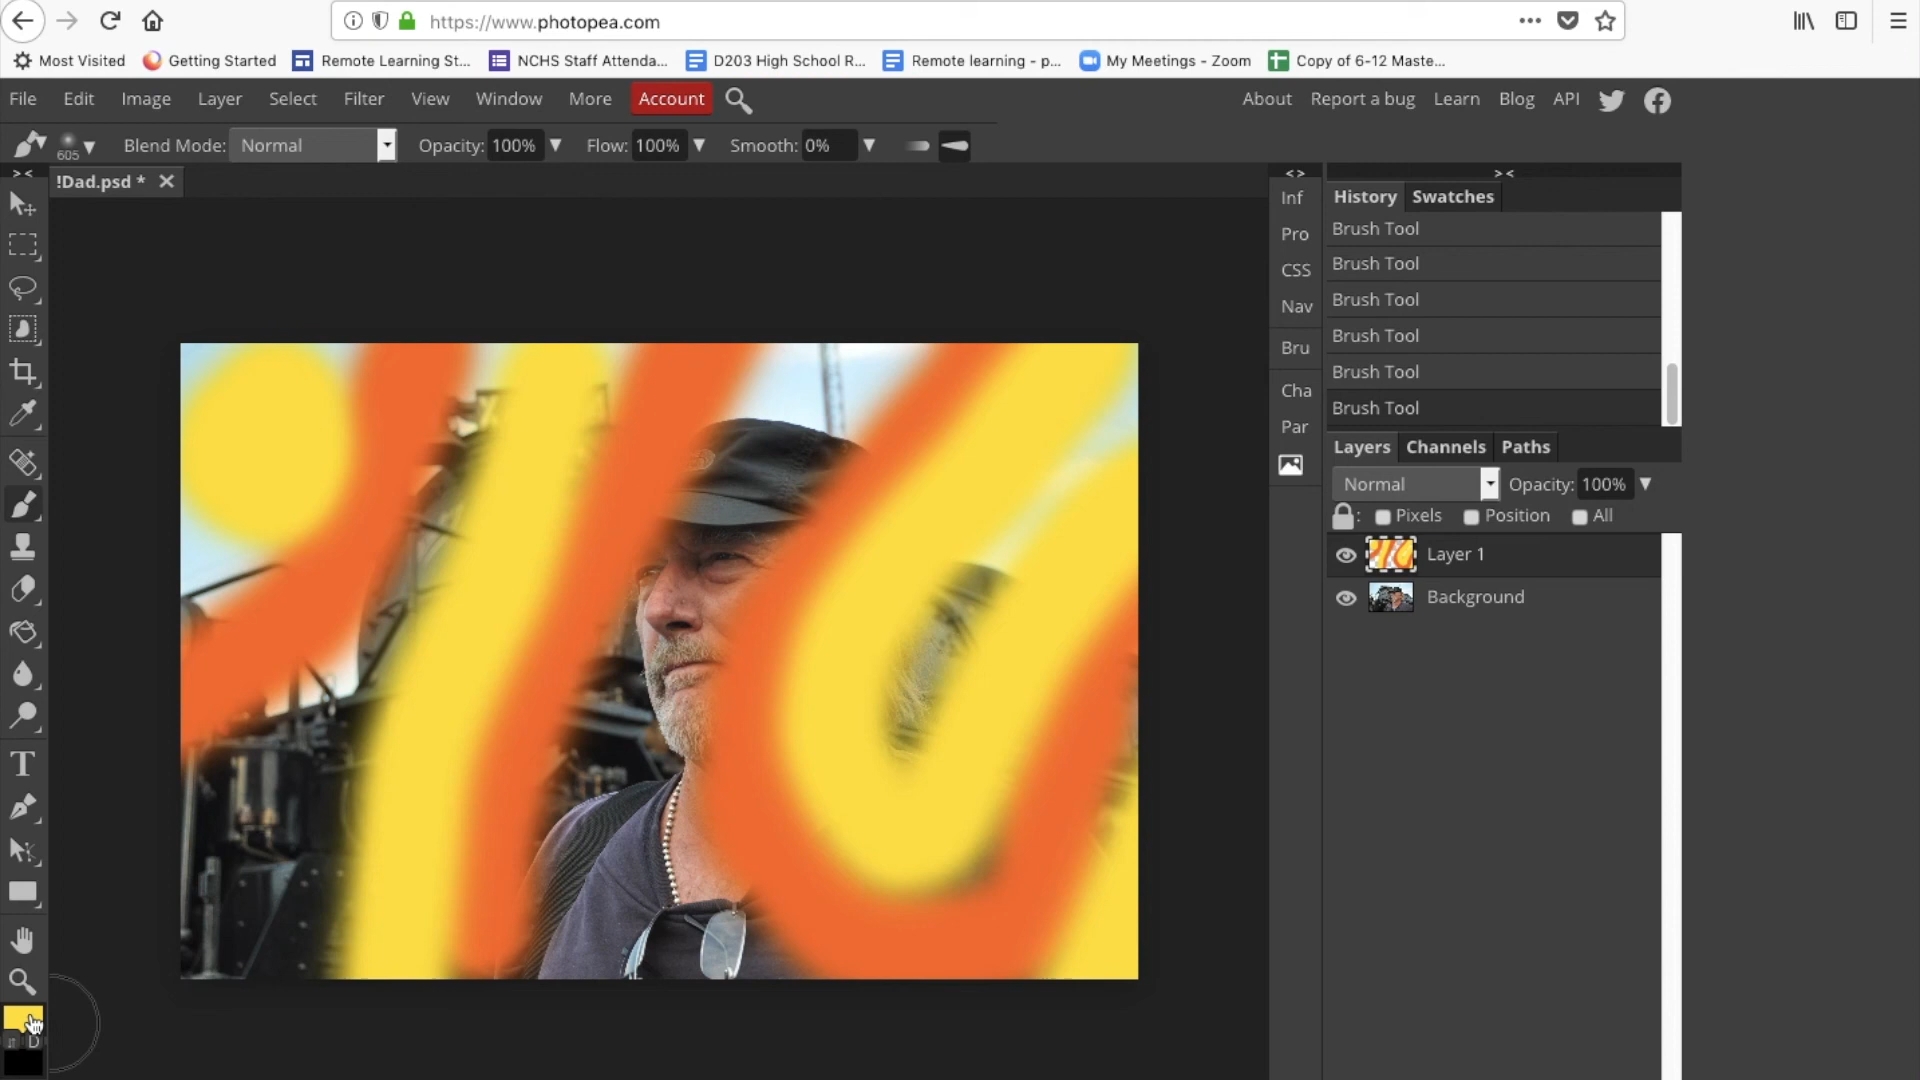 https://www.photopea.com
Most Visited Getting Started Remote Learning St... NCHS Staff Attenda... D203 High School R... Remote learning - p... My Meetings - Zoom Copy of 6-12 Maste...
File Edit Image Layer Select Filter View Window More Account About Report a bug Learn Blog API
605 Blend Mode: Normal Opacity: 100% Flow: 100% Smooth: 0%
!Dad.psd *
Inf
Pro
CSS
Nav
Bru
Cha
Par
History Swatches
Brush Tool
Brush Tool
Brush Tool
Brush Tool
Brush Tool
Brush Tool
Layers Channels Paths
Normal Opacity: 100%
: Pixels Position All
Layer 1
Background
T
D